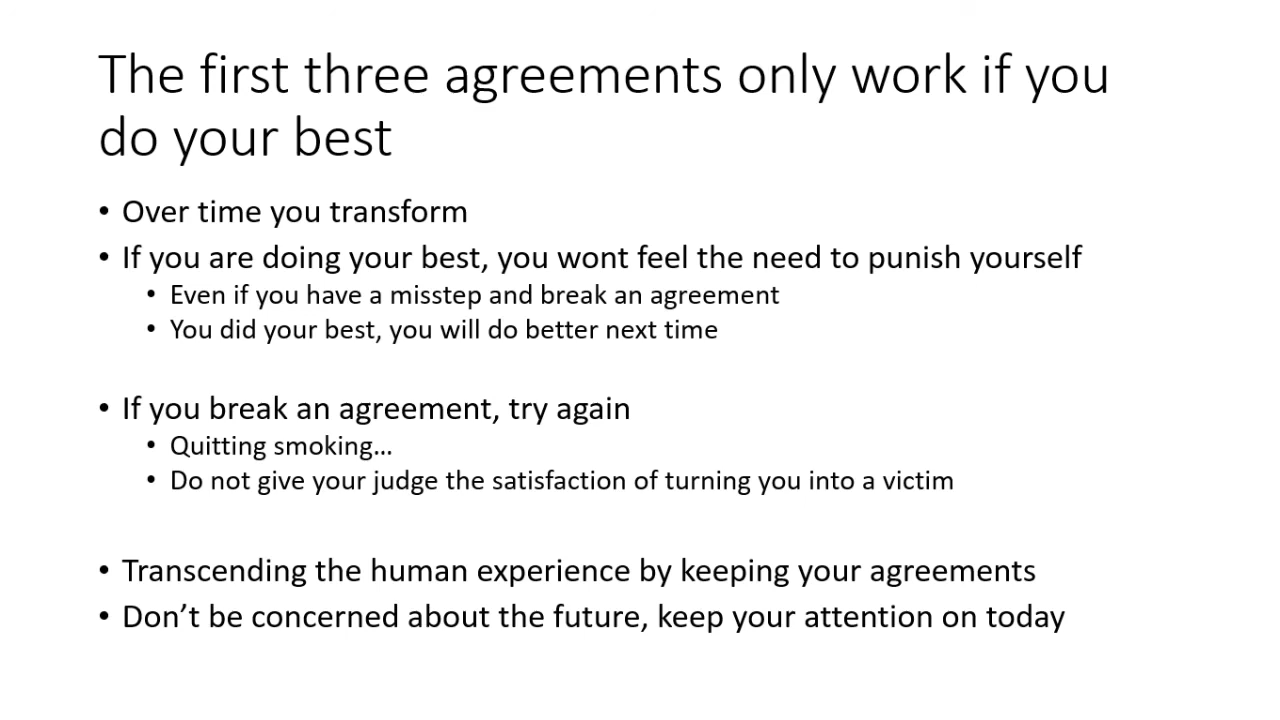 The first three agreements only work if you
do your best
• Over time you transform
• If you are doing your best, you wont feel the need to punish yourself
• Even if you have a misstep and break an agreement
• You did your best, you will do better next time
• If you break an agreement, try again
• Quitting smoking…
• Do not give your judge the satisfaction of turning you into a victim
• Transcending the human experience by keeping your agreements
• Don’t be concerned about the future, keep your attention on today